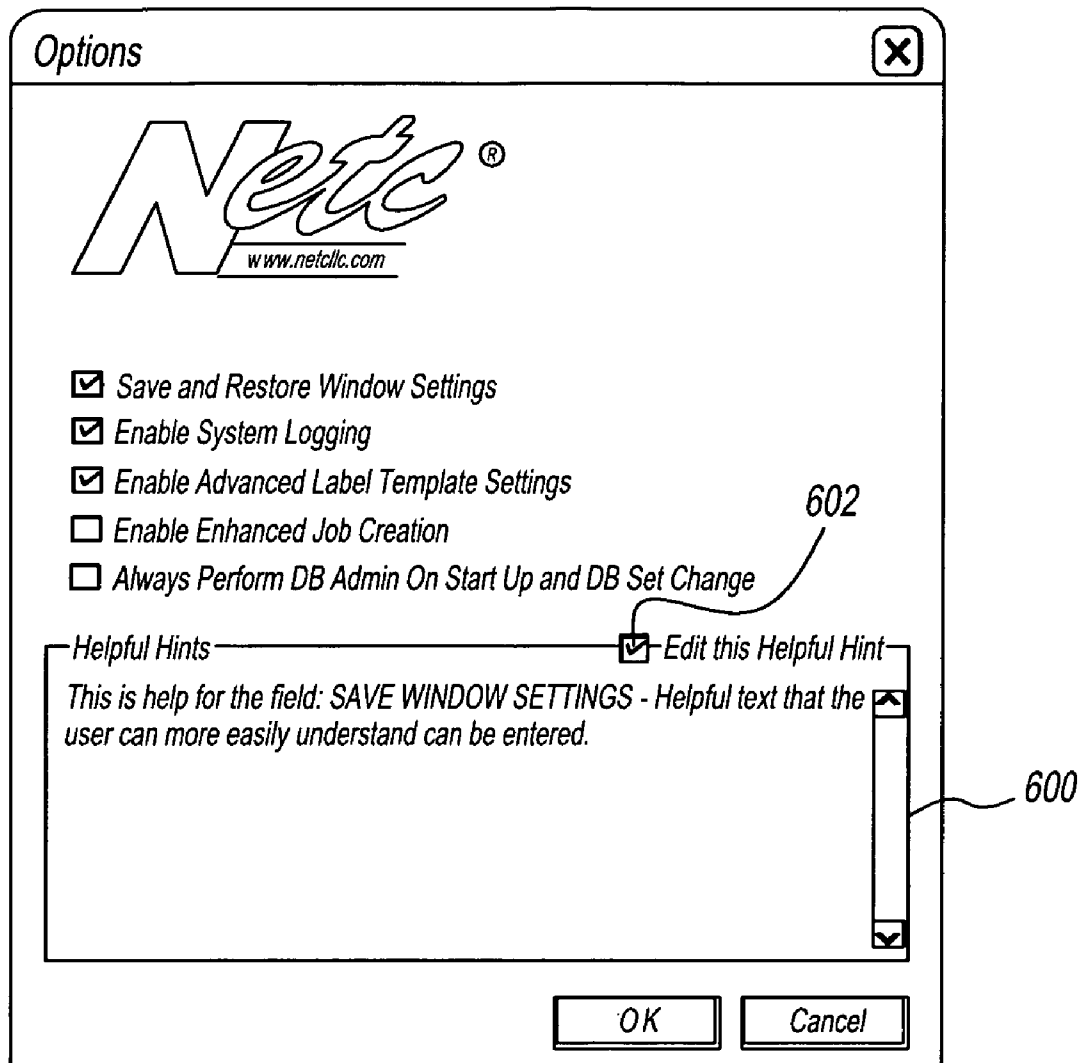 Options
Netc ®
www.netcllc.com
Save and Restore Window Settings
Enable System Logging
Enable Advanced Label Template Settings
602
Enable Enhanced Job Creation
Always Perform DB Admin On Start Up and DB Set Change
Helpful Hints
Edit this Helpful Hint
This is help for the field: SAVE WINDOW SETTINGS - Helpful text that the
user can more easily understand can be entered.
600
OK
Cancel